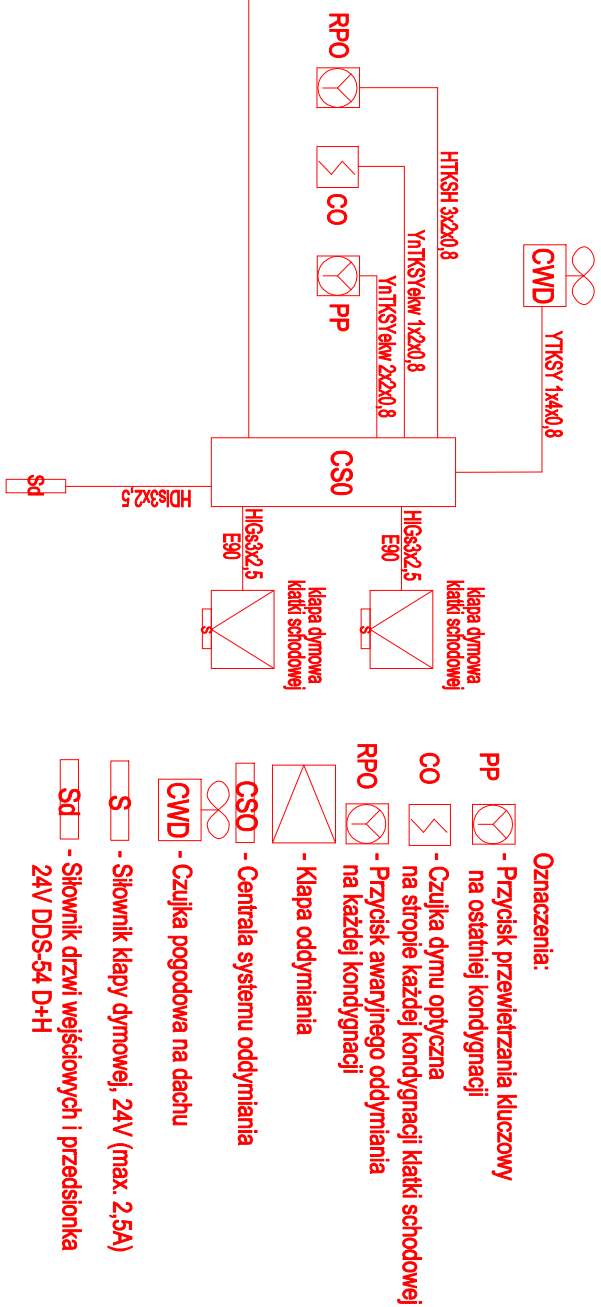 CWD
YTKSY 1x4x0,8
RPO
HTKSH 3x2x0,8
CO
YnTKSYekw 1x2x0,8
PP
YnTKSYekw 2x2x0,8
CS0
HlGs3x2,5
E90
klapa dymowa
klatki schodowej
S
HlGs3x2,5
E90
klapa dymowa
klatki schodowej
S
HDls3x2,5
Sd
Oznaczenia:
PP - Przycisk przewietrzania kluczowy
na ostatniej kondygnacji
CO - Czujka dymu optyczna
na stropie każdej kondygnacji klatki schodowej
RPO - Przycisk awaryjnego oddymiania
na każdej kondygnacji
- Klapa oddymiania
CSO - Centrala systemu oddymiania
CWD - Czujka pogodowa na dachu
S - Siłownik klapy dymowej, 24V (max. 2,5A)
Sd - Siłownik drzwi wejściowych i przedsionka
24V DDS-54 D+H